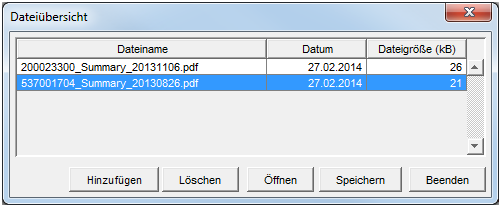 Dateiübersicht
Dateiname Datum Dateigröße (kB)
200023300_Summary_20131106.pdf 27.02.2014 26
537001704_Summary_20130826.pdf 27.02.2014 21
Hinzufügen Löschen Öffnen Speichern Beenden